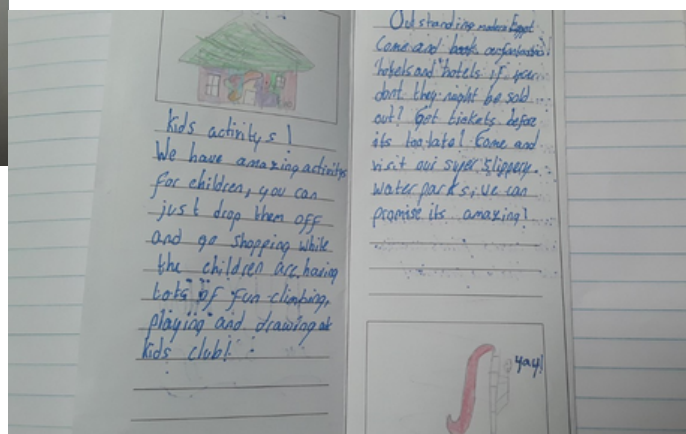 kids activitys!
We have amazing activitys
for children, you can
just drop them off
and go shopping while
the children are having
lots of fun climbing,
playing and drawing at
kids club!
Outstanding modern Egypt
Come and book our fantastic
hotels and hotels if you
dont they might be sold
out! Get tickets before
its too late! Come and
visit our super slippery
water parks, we can
promise its amazing!
yay!